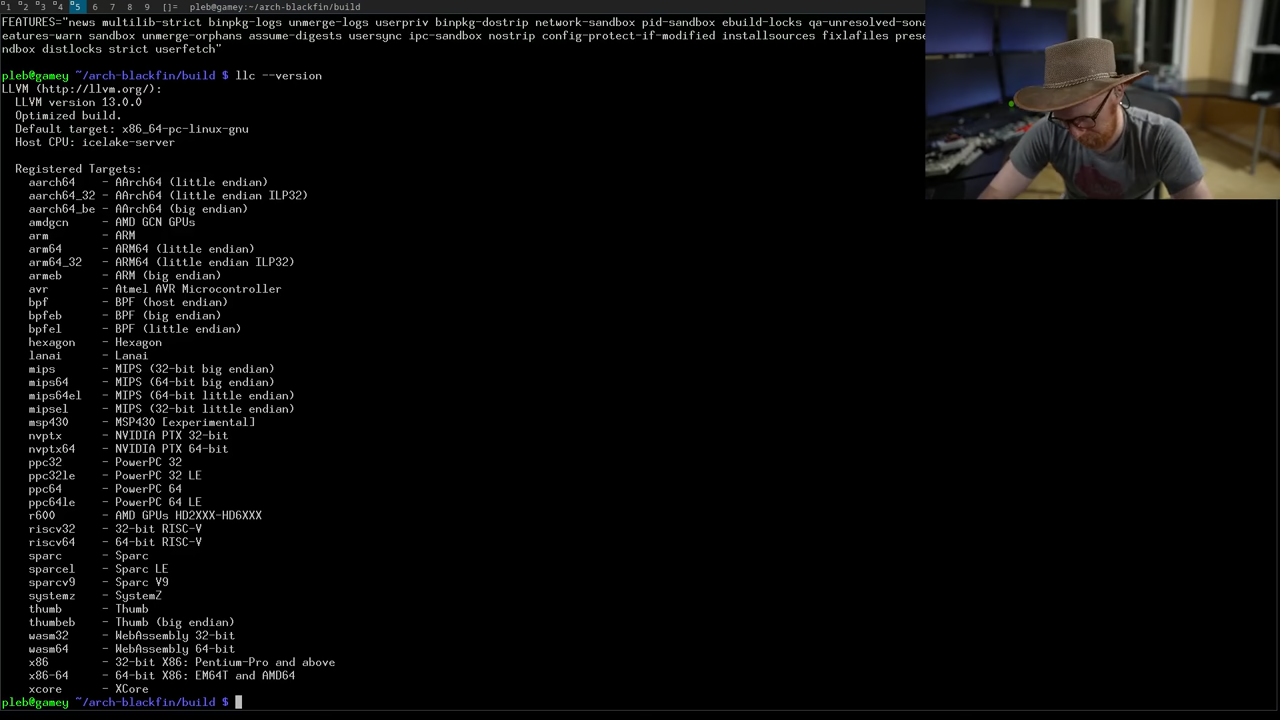 1 2 3 4 5 6 7 8 9 []= pleb@gamey:~/arch-blackfin/build
FEATURES="news multilib-strict binpkg-logs unmerge-logs userpriv binpkg-dostrip network-sandbox pid-sandbox ebuild-locks qa-unresolved-son
eatures-warn sandbox unmerge-orphans assume-digests usersync ipc-sandbox nostrip config-protect-if-modified installsources fixlafiles pres
ndbox distlocks strict userfetch"
pleb@gamey ~/arch-blackfin/build $ llc --version
LLVM (http://llvm.org/):
LLVM version 13.0.0
Optimized build.
Default target: x86_64-pc-linux-gnu
Host CPU: icelake-server
Registered Targets:
aarch64 - AArch64 (little endian)
aarch64_32 - AArch64 (little endian ILP32)
aarch64_be - AArch64 (big endian)
amdgcn - AMD GCN GPUs
arm - ARM
arm64 - ARM64 (little endian)
arm64_32 - ARM64 (little endian ILP32)
armeb - ARM (big endian)
avr - Atmel AVR Microcontroller
bpf - BPF (host endian)
bpfeb - BPF (big endian)
bpfel - BPF (little endian)
hexagon - Hexagon
lanai - Lanai
mips - MIPS (32-bit big endian)
mips64 - MIPS (64-bit big endian)
mips64el - MIPS (64-bit little endian)
mipsel - MIPS (32-bit little endian)
msp430 - MSP430 [experimental]
nvptx - NVIDIA PTX 32-bit
nvptx64 - NVIDIA PTX 64-bit
ppc32 - PowerPC 32
ppc32le - PowerPC 32 LE
ppc64 - PowerPC 64
ppc64le - PowerPC 64 LE
r600 - AMD GPUs HD2XXX-HD6XXX
riscv32 - 32-bit RISC-V
riscv64 - 64-bit RISC-V
sparc - Sparc
sparcel - Sparc LE
sparcv9 - Sparc V9
systemz - SystemZ
thumb - Thumb
thumbeb - Thumb (big endian)
wasm32 - WebAssembly 32-bit
wasm64 - WebAssembly 64-bit
x86 - 32-bit X86: Pentium-Pro and above
x86-64 - 64-bit X86: EM64T and AMD64
xcore - XCore
pleb@gamey ~/arch-blackfin/build $